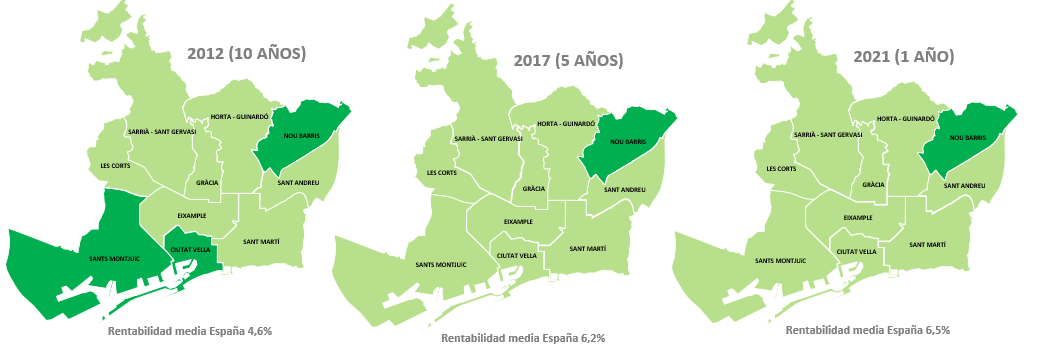 2012 (10 AÑOS)
HORTA - GUINARDÓ
SARRIÀ - SANT GERVASI
NOU BARRIS
LES CORTS
GRÀCIA
SANT ANDREU
EIXAMPLE
SANT MARTÍ
CIUTAT VELLA
SANTS MONTJUIC
Rentabilidad media España 4,6%
2017 (5 AÑOS)
HORTA - GUINARDÓ
SARRIÀ - SANT GERVASI
NOU BARRIS
LES CORTS
GRÀCIA
SANT ANDREU
EIXAMPLE
SANT MARTÍ
CIUTAT VELLA
SANTS MONTJUIC
Rentabilidad media España 6,2%
2021 (1 AÑO)
HORTA - GUINARDÓ
SARRIÀ - SANT GERVASI
NOU BARRIS
LES CORTS
GRÀCIA
SANT ANDREU
EIXAMPLE
SANT MARTÍ
CIUTAT VELLA
SANTS MONTJUIC
Rentabilidad media España 6,5%